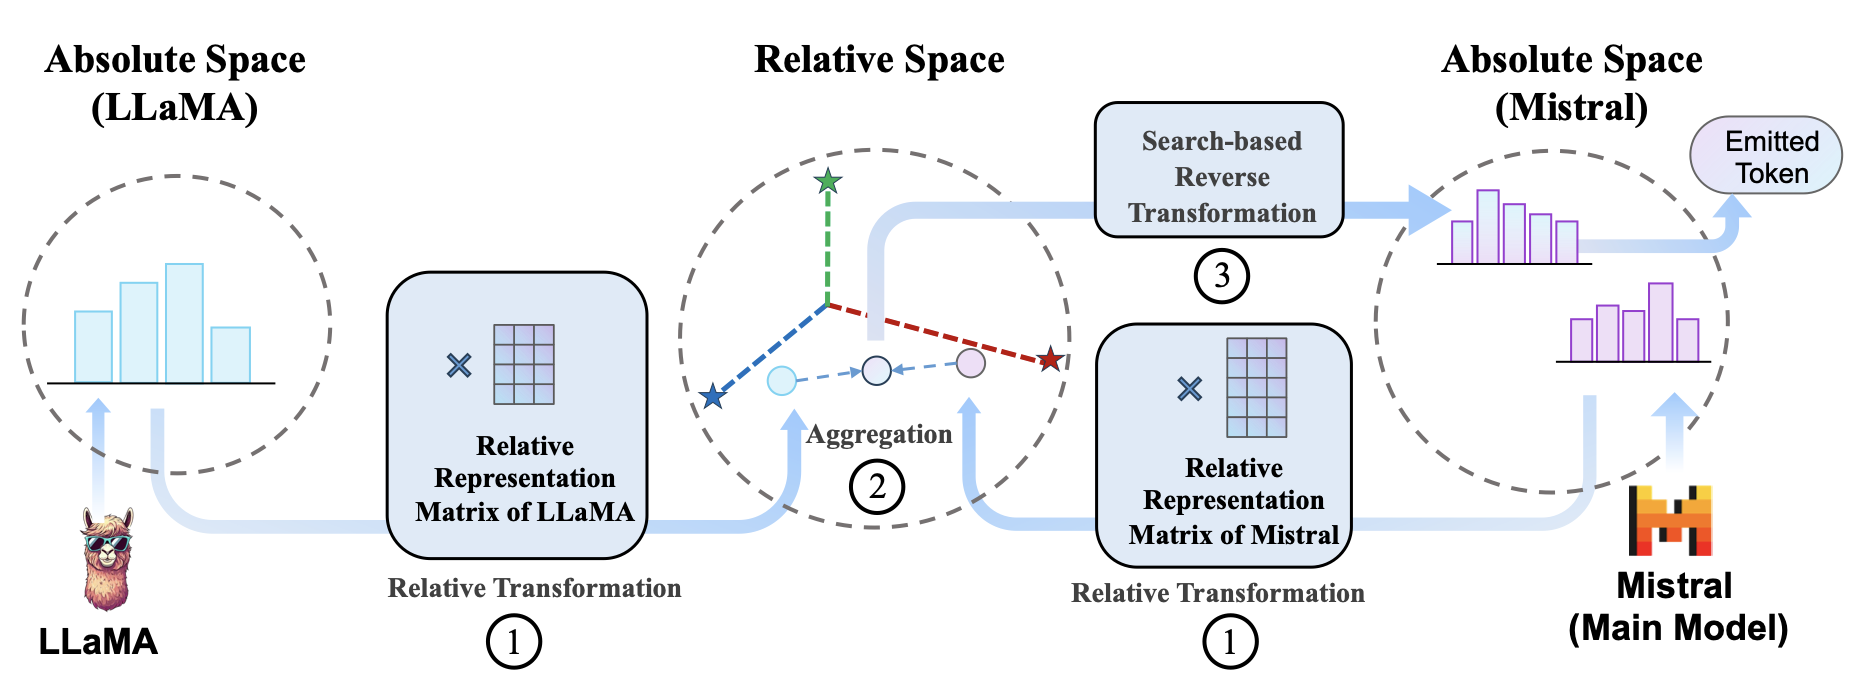 Absolute Space
(LLaMA)
Relative Space
Absolute Space
(Mistral)
Emitted
Token
Search-based
Reverse
Transformation
3
Relative
Representation
Matrix of LLaMA
Aggregation
2
Relative
Representation
Matrix of Mistral
Relative Transformation
1
Relative Transformation
1
LLaMA
Mistral
(Main Model)